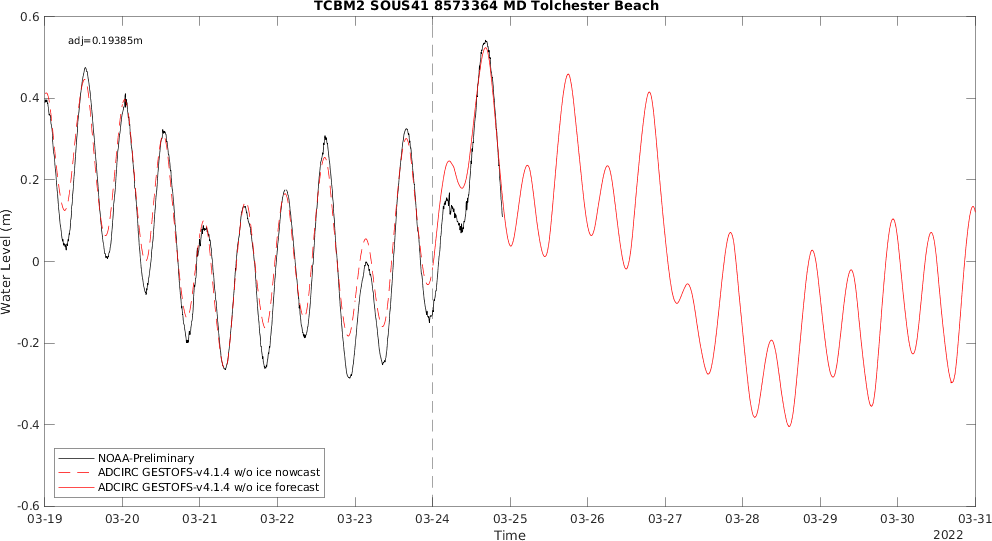 TCBM2 SOUS41 8573364 MD Tolchester Beach
adj=0.19385m
0.6
0.4
0.2
0
-0.2
-0.4
-0.6
Water Level (m)
NOAA-Preliminary
ADCIRC GESTOFS-v4.1.4 w/o ice nowcast
ADCIRC GESTOFS-v4.1.4 w/o ice forecast
03-19 03-20 03-21 03-22 03-23 03-24 03-25 03-26 03-27 03-28 03-29 03-30 03-31
Time
2022